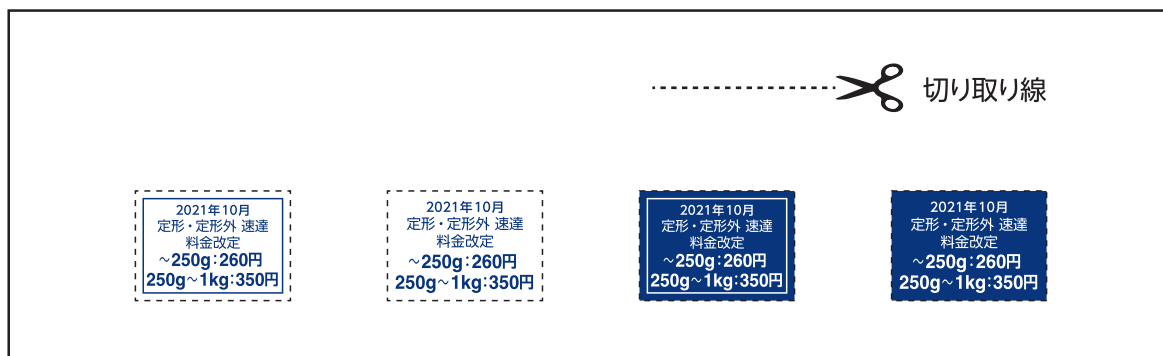 切り取り線
2021年10月
定形・定形外 速達
料金改定
～250g：260円
250g～1kg：350円
2021年10月
定形・定形外 速達
料金改定
～250g：260円
250g～1kg：350円
2021年10月
定形・定形外 速達
料金改定
～250g：260円
250g～1kg：350円
2021年10月
定形・定形外 速達
料金改定
～250g：260円
250g～1kg：350円